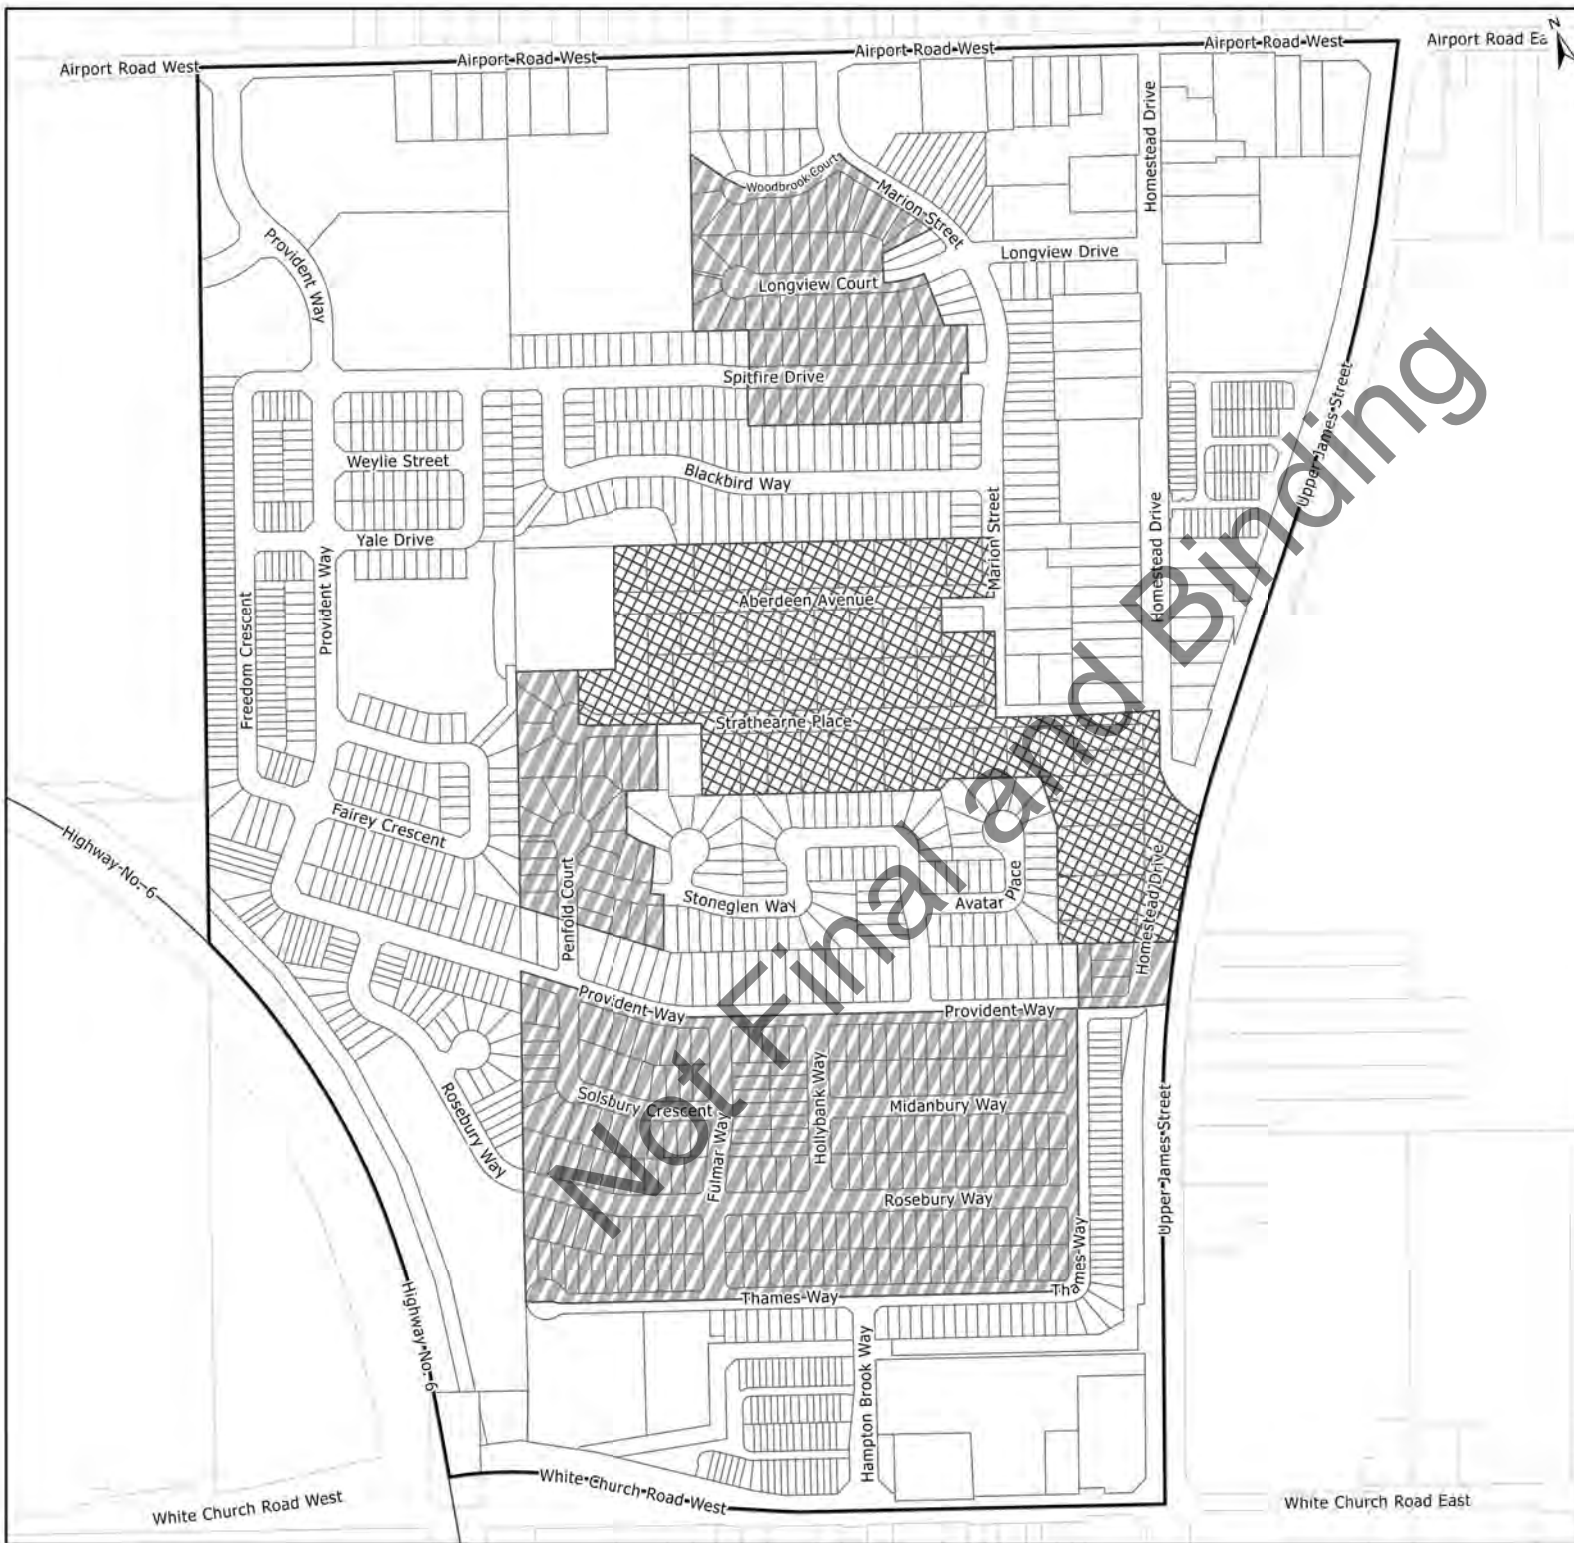 Airport Road West
Airport Road West
Airport Road West
Airport Road West
N
Homestead Drive
Woodbrook Court
Marion Street
Longview Drive
Provident Way
Longview Court
Spitfire Drive
Upper James Street
Weylie Street
Blackbird Way
Yale Drive
Marion Street
Homestead Drive
Provident Way
Freedom Crescent
Aberdeen Avenue
Strathearne Place
Fairey Crescent
Highway No. 6
Penfold Court
Stoneglen Way
Avatar Place
Homestead Drive
Provident Way
Provident Way
Solsbury Crescent
Fulmar Way
Hollybank Way
Midanbury Way
Rosebury Way
Upper James Street
Rosebury Way
Thames Way
Thames Way
Highway No. 6
Hampton Brook Way
White Church Road West
White Church Road West
White Church Road East
Not Final and Binding